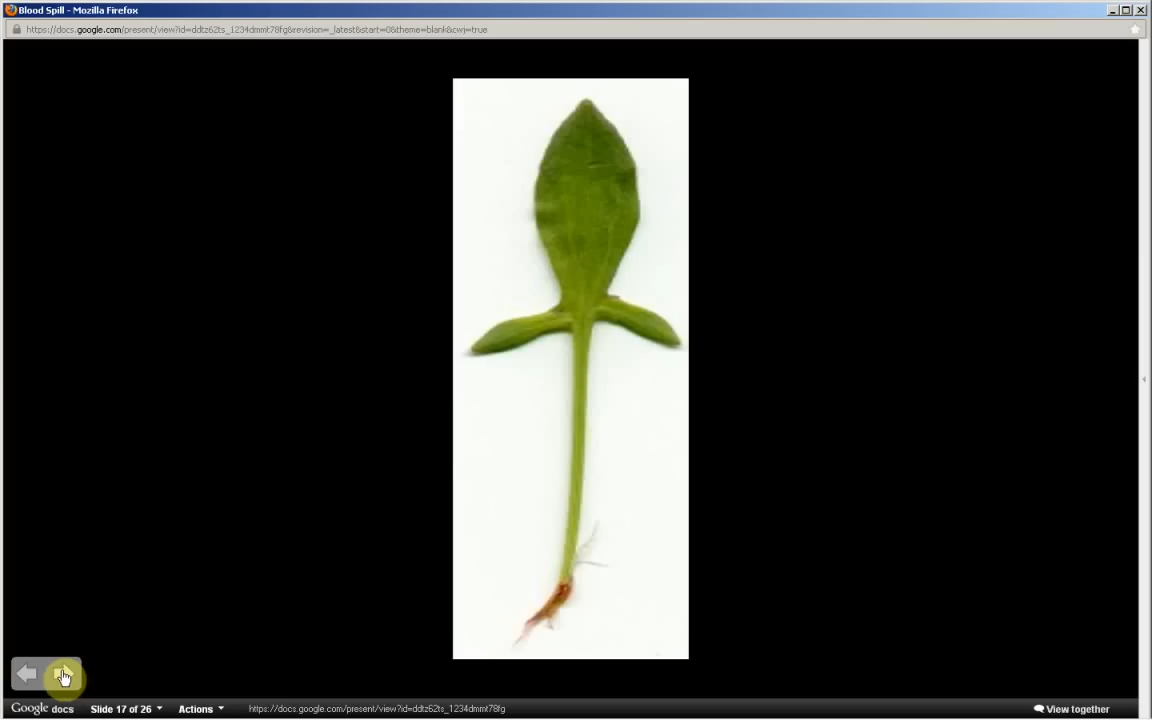 Blood Spill - Mozilla Firefox
https://docs.google.com/present/view?id=ddtz62ts_1234dmmt78fg&revision=_latest&start=0&theme=blank&cwj=true
Google docs Slide 17 of 26 Actions https://docs.google.com/present/view?id=ddtz62ts_1234dmmt78fg View together